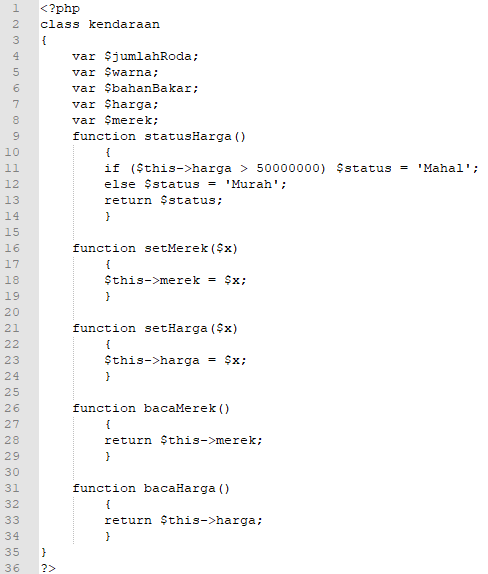 1 <?php
2 class kendaraan
3 {
4 var $jumlahRoda;
5 var $warna;
6 var $bahanBakar;
7 var $harga;
8 var $merek;
9 function statusHarga()
10 {
11 if ($this->harga > 50000000) $status = 'Mahal';
12 else $status = 'Murah';
13 return $status;
14 }
15
16 function setMerek($x)
17 {
18 $this->merek = $x;
19 }
20
21 function setHarga($x)
22 {
23 $this->harga = $x;
24 }
25
26 function bacaMerek()
27 {
28 return $this->merek;
29 }
30
31 function bacaHarga()
32 {
33 return $this->harga;
34 }
35 }
36 ?>